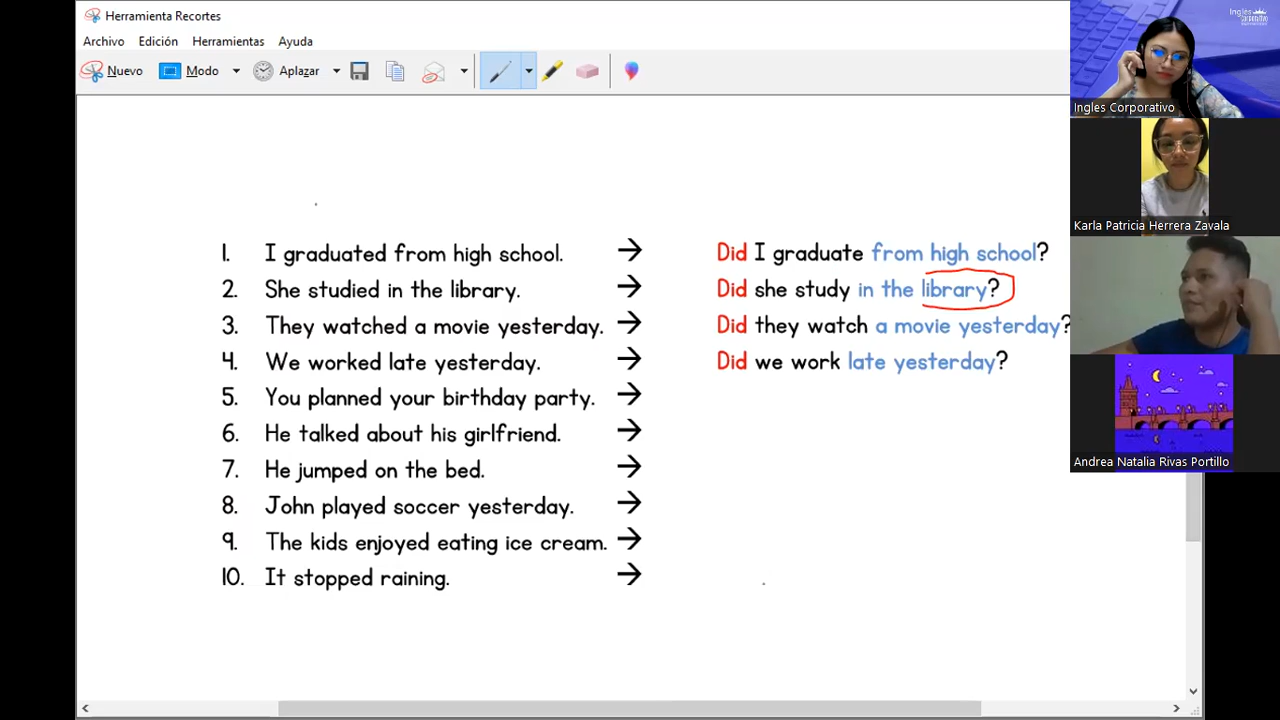 Herramienta Recortes
Archivo Edición Herramientas Ayuda
Nuevo Modo Aplazar
1. I graduated from high school. → Did I graduate from high school?
2. She studied in the library. → Did she study in the library?
3. They watched a movie yesterday. → Did they watch a movie yesterday?
4. We worked late yesterday. → Did we work late yesterday?
5. You planned your birthday party. →
6. He talked about his girlfriend. →
7. He jumped on the bed. →
8. John played soccer yesterday. →
9. The kids enjoyed eating ice cream. →
10. It stopped raining. →
Ingles
Ingles Corporativo
Karla Patricia Herrera Zavala
Andrea Natalia Rivas Portillo